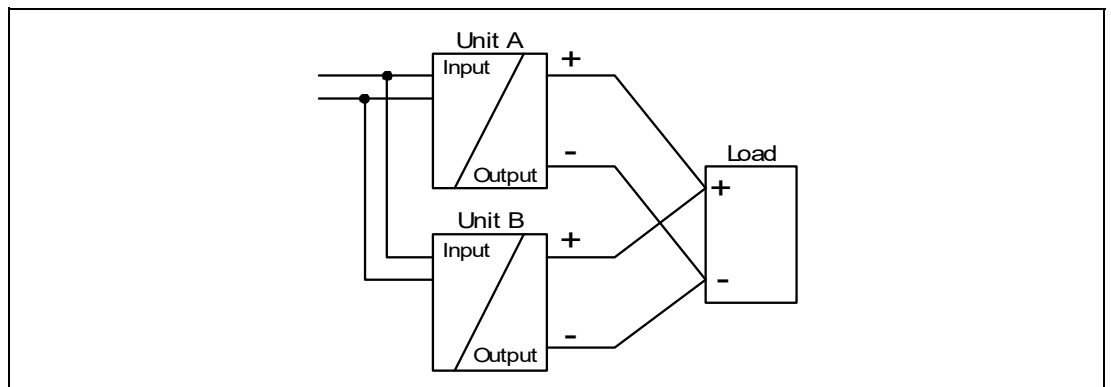 Unit A
Input
+
-
Output
Load
+
-
Unit B
Input
+
-
Output